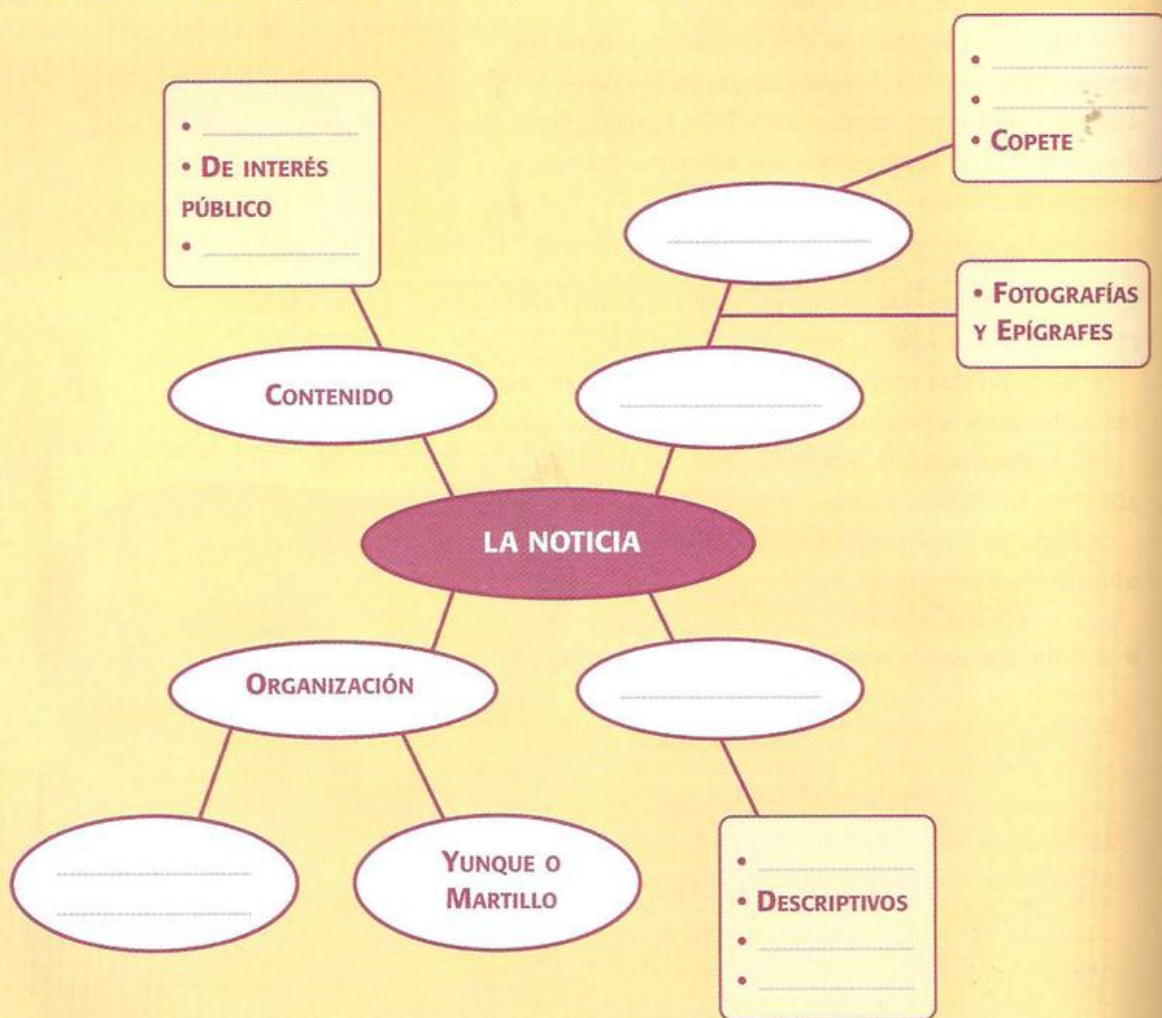 • COPETE
• DE INTERÉS
PÚBLICO
• FOTOGRAFÍAS
Y EPÍGRAFES
CONTENIDO
LA NOTICIA
ORGANIZACIÓN
YUNQUE O
MARTILLO
• DESCRIPTIVOS